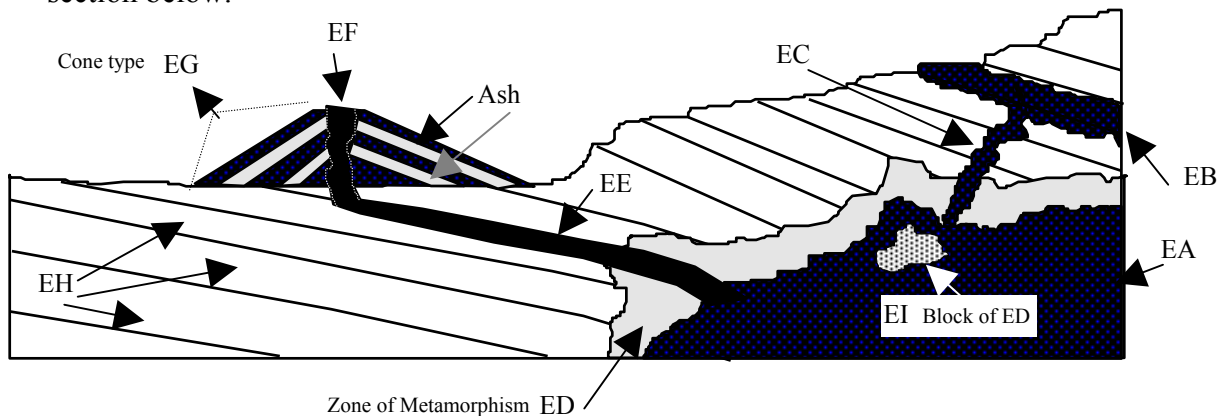 section below.
EF
Cone type EG
EC
Ash
EB
EE
EA
EH
EI Block of ED
Zone of Metamorphism ED